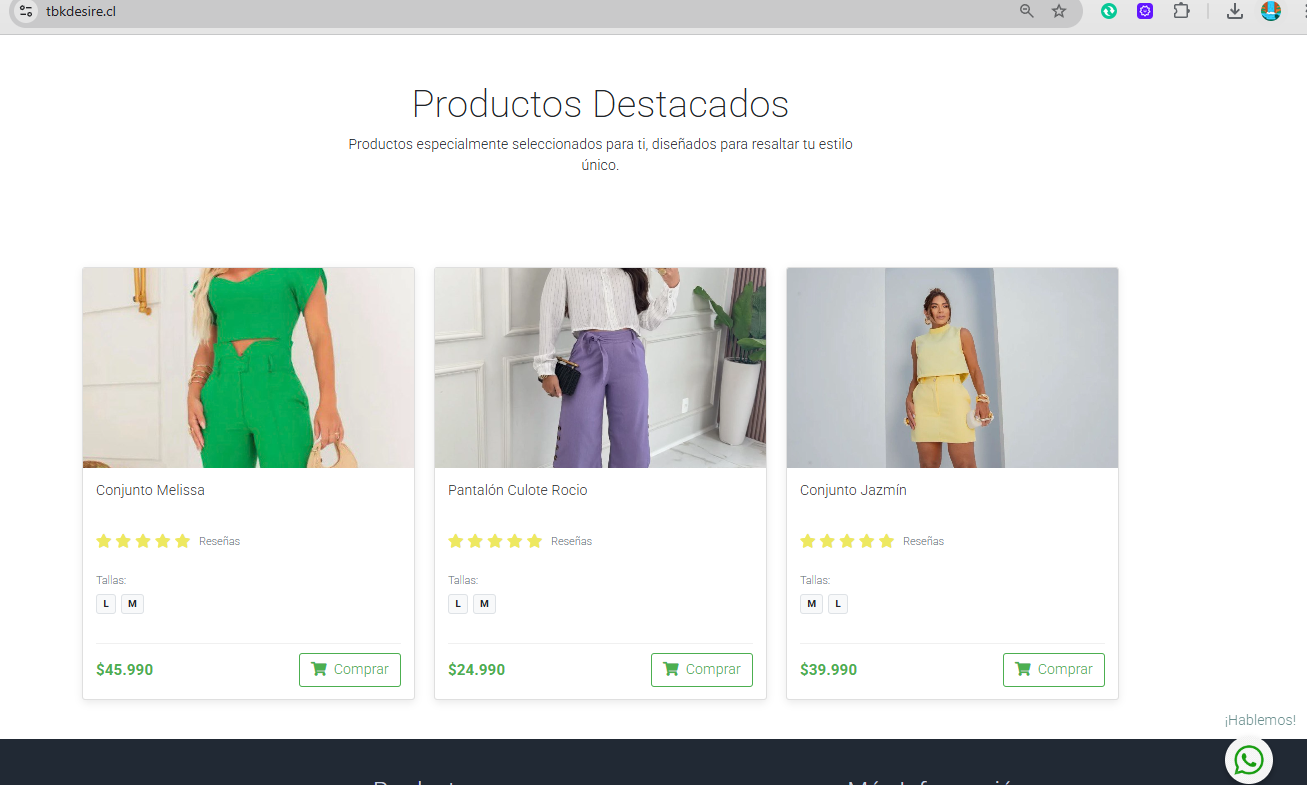 tbkdesire.cl
Productos Destacados
Productos especialmente seleccionados para ti, diseñados para resaltar tu estilo
único.
Conjunto Melissa
Reseñas
Tallas:
L M
$45.990 Comprar
Pantalón Culote Rocio
Reseñas
Tallas:
L M
$24.990 Comprar
Conjunto Jazmín
Reseñas
Tallas:
M L
$39.990 Comprar
¡Hablemos!